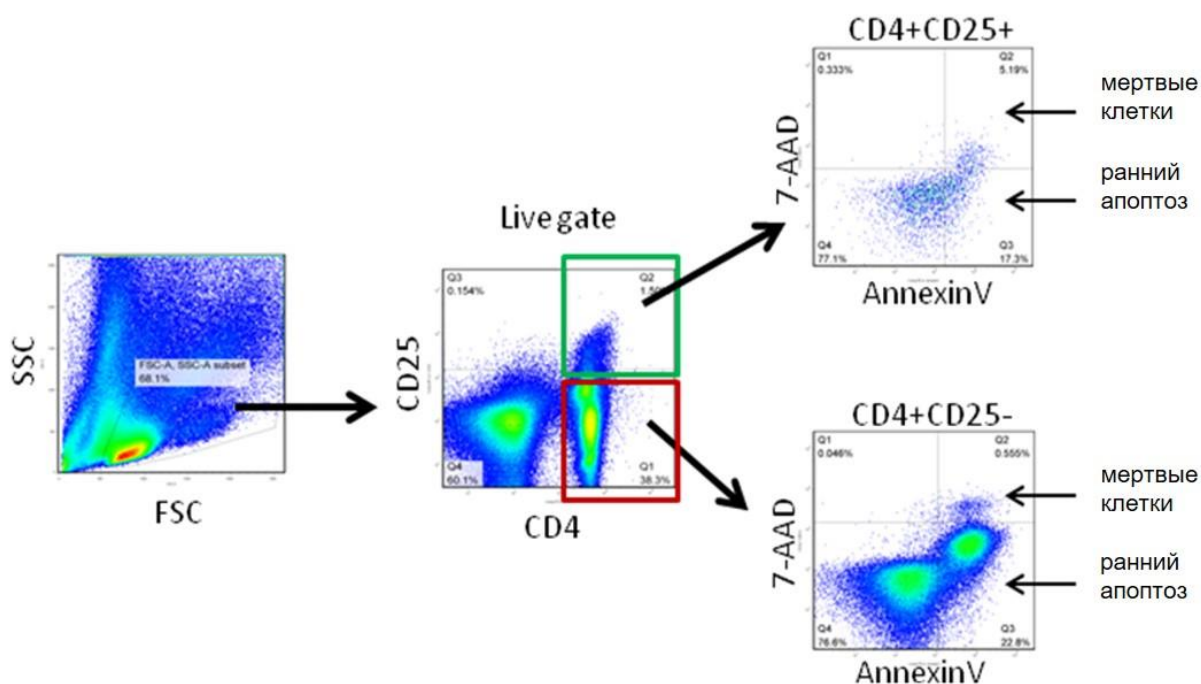 SSC
FSC-A, SSC-A subset
68.1%
FSC
Live gate
CD25
Q3
0.154%
Q2
Q4
60.1%
Q1
38.3%
CD4
CD4+CD25+
7-AAD
Q1
0.333%
Q2
5.19%
Q4
77.1%
Q3
17.3%
AnnexinV
мертвые
клетки
ранний
апоптоз
CD4+CD25-
7-AAD
Q1
0.046%
Q2
0.555%
Q4
76.6%
Q3
22.8%
AnnexinV
мертвые
клетки
ранний
апоптоз